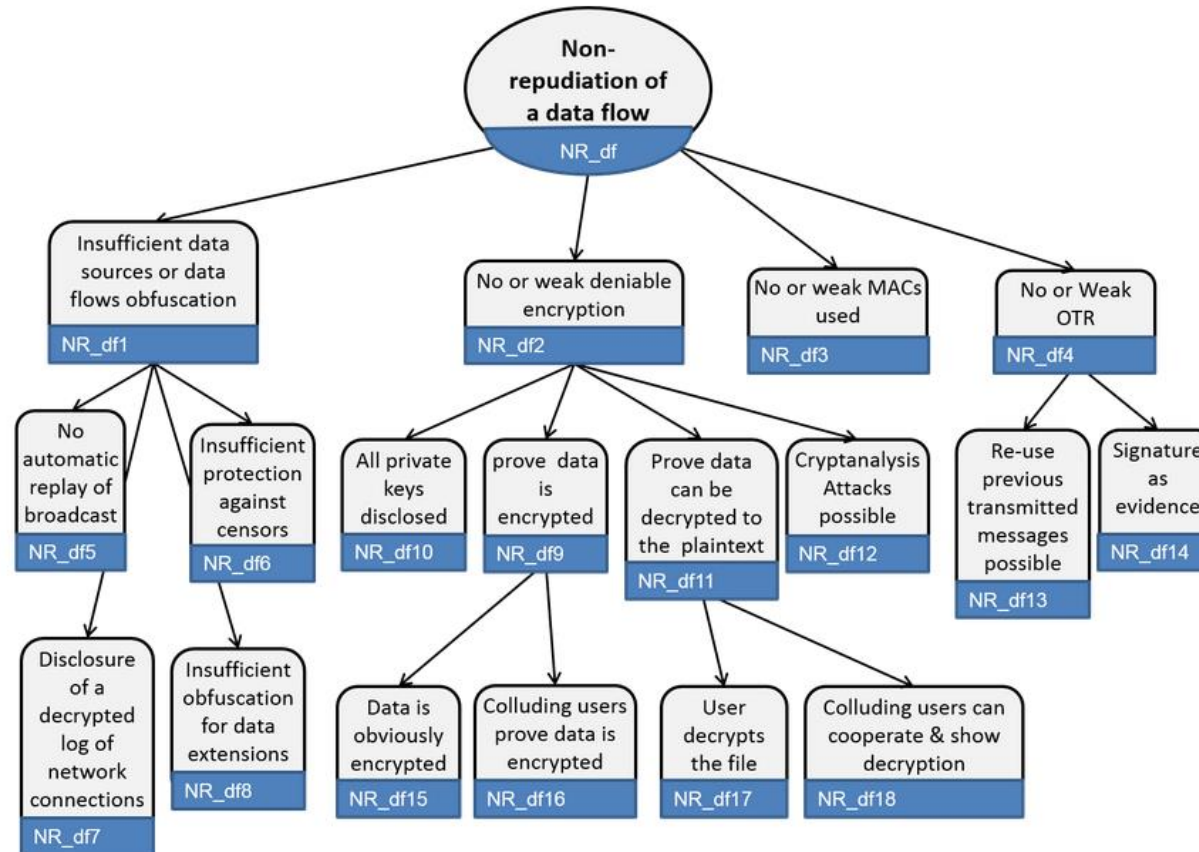 Non-
repudiation of
a data flow
NR_df
Insufficient data
sources or data
flows obfuscation
NR_df1
No or weak deniable
encryption
NR_df2
No or weak MACs
used
NR_df3
No or Weak
OTR
NR_df4
No
automatic
replay of
broadcast
NR_df5
Insufficient
protection
against
censors
NR_df6
All private
keys
disclosed
NR_df10
prove data
is
encrypted
NR_df9
Prove data
can be
decrypted to
the plaintext
NR_df11
Cryptanalysis
Attacks
possible
NR_df12
Re-use
previous
transmitted
messages
possible
NR_df13
Signature
as
evidence
NR_df14
Disclosure
of a
decrypted
log of
network
connections
NR_df7
Insufficient
obfuscation
for data
extensions
NR_df8
Data is
obviously
encrypted
NR_df15
Colluding users
prove data is
encrypted
NR_df16
User
decrypts
the file
NR_df17
Colluding users can
cooperate & show
decryption
NR_df18